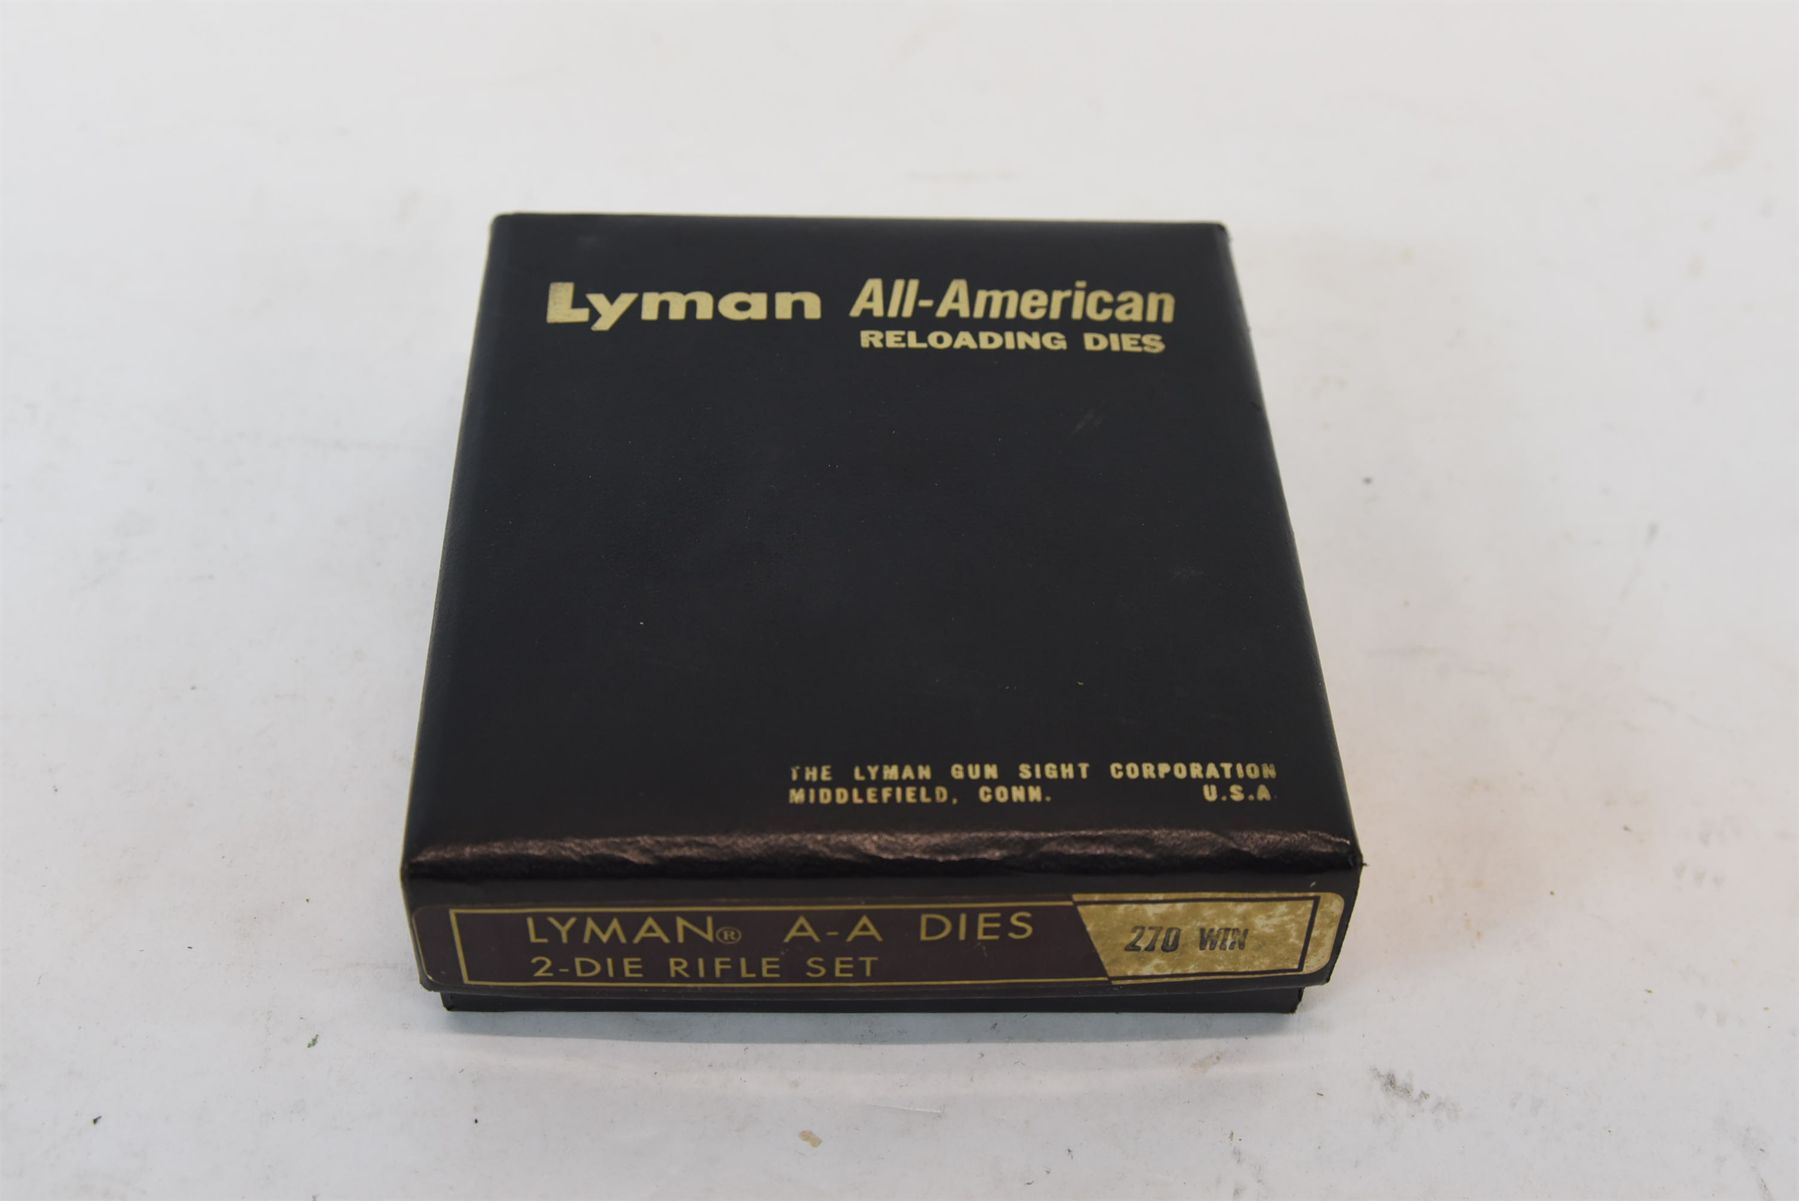 Lyman All-American
RELOADING DIES
THE LYMAN GUN SIGHT CORPORATION
MIDDLEFIELD, CONN. U.S.A.
LYMAN® A-A DIES
2-DIE RIFLE SET
270 WIN